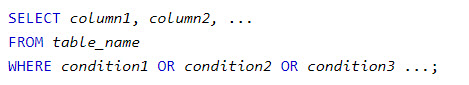 SELECT column1, column2, ...
FROM table_name
WHERE condition1 OR condition2 OR condition3 ...;